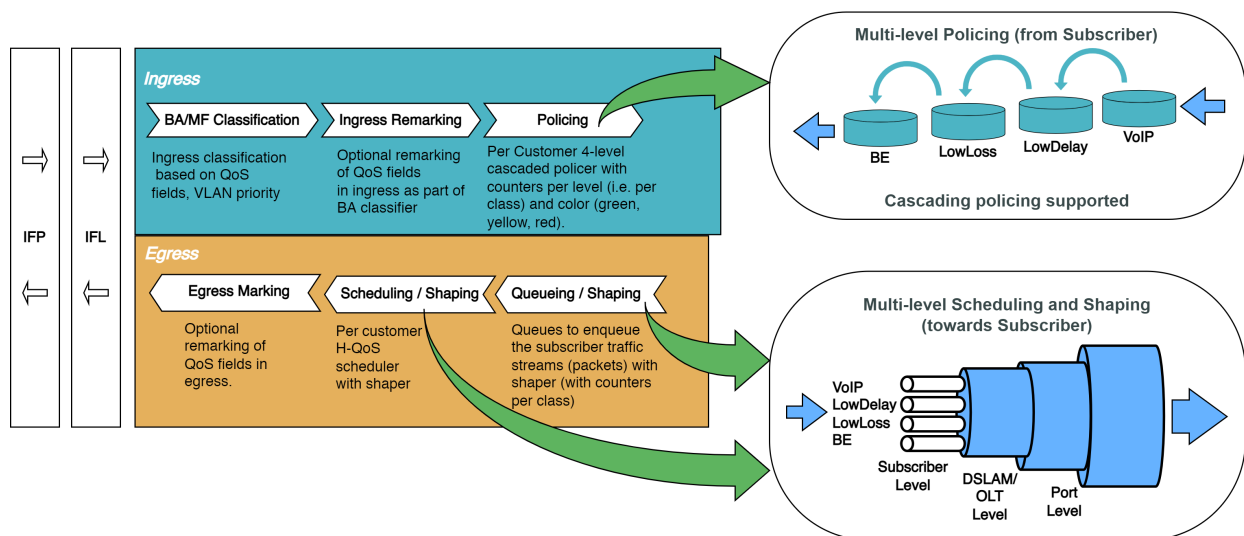 IFP
IFL
Ingress
BA/MF Classification
Ingress classification
based on QoS
fields, VLAN priority
Ingress Remarking
Optional remarking
of QoS fields
in ingress as part of
BA classifier
Policing
Per Customer 4-level
cascaded policer with
counters per level (i.e. per
class) and color (green,
yellow, red).
Egress
Egress Marking
Optional
remarking of
QoS fields in
egress.
Scheduling / Shaping
Per customer
H-QoS
scheduler
with shaper
Queueing / Shaping
Queues to enqueue
the subscriber traffic
streams (packets) with
shaper (with counters
per class)
Multi-level Policing (from Subscriber)
BE
LowLoss
LowDelay
VoIP
Cascading policing supported
Multi-level Scheduling and Shaping
(towards Subscriber)
VoIP
LowDelay
LowLoss
BE
Subscriber
Level
DSLAM/
OLT
Level
Port
Level